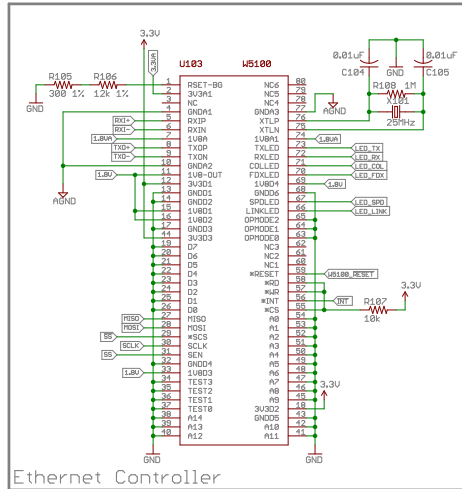 3.3V
0.01uF
0.01uF
C104
GND
C105
R105
R106
300 1%
12k 1%
GND
3.3VA
U103
W5100
R108 1M
X101
25MHz
AGND
1 RSET-BG
2 3V3A1
3 NC
4 GNDA1
RXI+ 5 RXIP
RXI- 6 RXIN
1.8VA 7 1V8A
TXO+ 8 TXOP
TXO- 9 TXON
10 GNDA2
1.8V 11 1V8-OUT
12 3V3D1
13 GNDD1
14 GNDD2
15 1V8D1
16 1V8D2
17 GNDD3
44 3V3D3
19 D7
20 D6
21 D5
22 D4
23 D3
24 D2
25 D1
26 D0
MISO 27 MISO
MOSI 28 MOSI
SS 29 *SCS
SCLK 30 SCLK
SS 31 SEN
32 GNDD4
1.8V 33 1V8D3
34 TEST3
35 TEST2
36 TEST1
37 TEST0
38 A14
39 A13
40 A12
AGND
GND
NC6 80
NC5 79
NC4 78
GNDA3 77
XTLP 76
XTLN 75
1V8A1 74 1.8VA
TXLED 73 LED_TX
RXLED 72 LED_RX
COLLED 71 LED_COL
FDXLED 70 LED_FDX
1V8D4 69 1.8V
GNDD6 68
SPDLED 67 LED_SPD
LINKLED 66 LED_LINK
OPMODE2 65
OPMODE1 64
OPMODE0 63
NC3 62
NC2 61
NC1 60
*RESET 59 W5100_RESET
*RD 58
*WR 57
*INT 56 INT
*CS 55
R107
10k
3.3V
A0 54
A1 53
A2 52
A3 51
A4 50
A5 49
A6 48
A7 47
A8 46
A9 45
3V3D2 18
GNDD5 43
A10 42
A11 41
3.3V
GND
Ethernet Controller